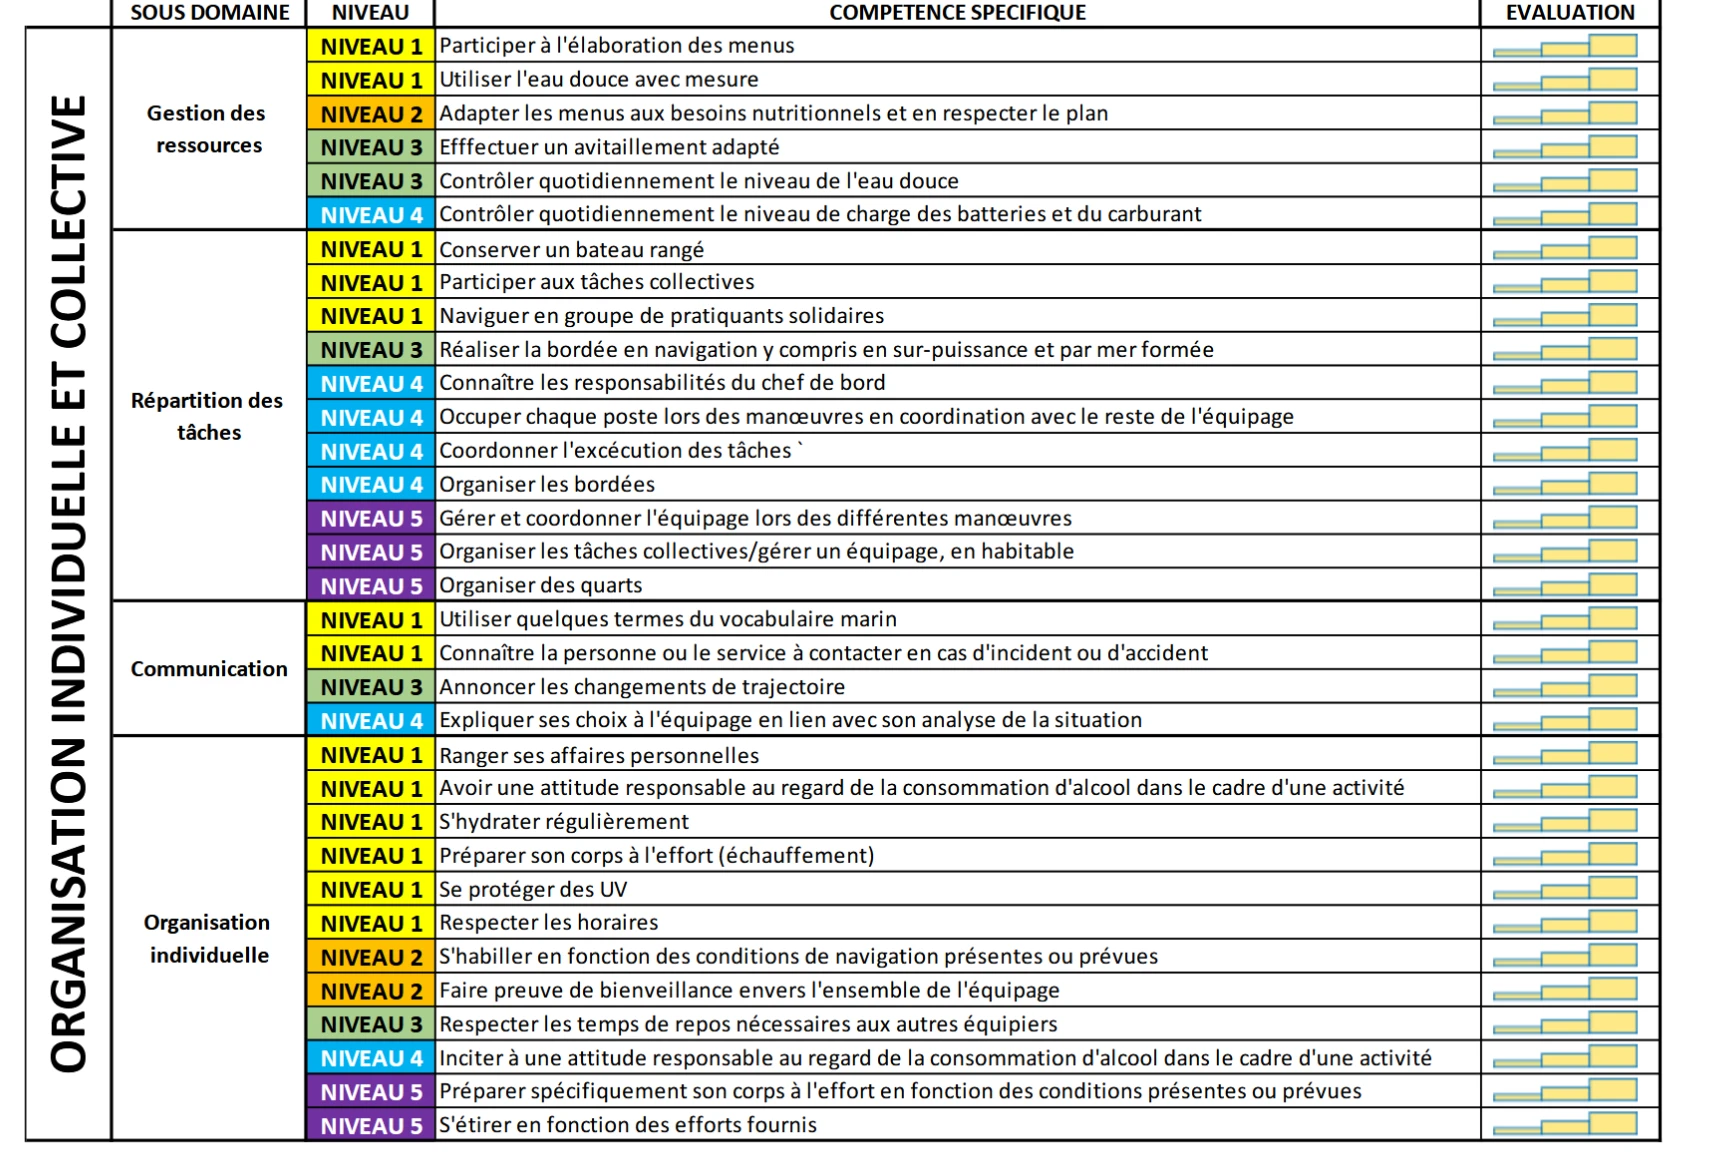 SOUS DOMAINE NIVEAU COMPETENCE SPECIFIQUE EVALUATION
ORGANISATION INDIVIDUELLE ET COLLECTIVE
Gestion des
ressources
NIVEAU 1 Participer à l'élaboration des menus
NIVEAU 1 Utiliser l'eau douce avec mesure
NIVEAU 2 Adapter les menus aux besoins nutritionnels et en respecter le plan
NIVEAU 3 Efffectuer un avitaillement adapté
NIVEAU 3 Contrôler quotidiennement le niveau de l'eau douce
NIVEAU 4 Contrôler quotidiennement le niveau de charge des batteries et du carburant
Répartition des
tâches
NIVEAU 1 Conserver un bateau rangé
NIVEAU 1 Participer aux tâches collectives
NIVEAU 1 Naviguer en groupe de pratiquants solidaires
NIVEAU 3 Réaliser la bordée en navigation y compris en sur-puissance et par mer formée
NIVEAU 4 Connaître les responsabilités du chef de bord
NIVEAU 4 Occuper chaque poste lors des manœuvres en coordination avec le reste de l'équipage
NIVEAU 4 Coordonner l'excécution des tâches `
NIVEAU 4 Organiser les bordées
NIVEAU 5 Gérer et coordonner l'équipage lors des différentes manœuvres
NIVEAU 5 Organiser les tâches collectives/gérer un équipage, en habitable
NIVEAU 5 Organiser des quarts
Communication
NIVEAU 1 Utiliser quelques termes du vocabulaire marin
NIVEAU 1 Connaître la personne ou le service à contacter en cas d'incident ou d'accident
NIVEAU 3 Annoncer les changements de trajectoire
NIVEAU 4 Expliquer ses choix à l'équipage en lien avec son analyse de la situation
Organisation
individuelle
NIVEAU 1 Ranger ses affaires personnelles
NIVEAU 1 Avoir une attitude responsable au regard de la consommation d'alcool dans le cadre d'une activité
NIVEAU 1 S'hydrater régulièrement
NIVEAU 1 Préparer son corps à l'effort (échauffement)
NIVEAU 1 Se protéger des UV
NIVEAU 1 Respecter les horaires
NIVEAU 2 S'habiller en fonction des conditions de navigation présentes ou prévues
NIVEAU 2 Faire preuve de bienveillance envers l'ensemble de l'équipage
NIVEAU 3 Respecter les temps de repos nécessaires aux autres équipiers
NIVEAU 4 Inciter à une attitude responsable au regard de la consommation d'alcool dans le cadre d'une activité
NIVEAU 5 Préparer spécifiquement son corps à l'effort en fonction des conditions présentes ou prévues
NIVEAU 5 S'étirer en fonction des efforts fournis